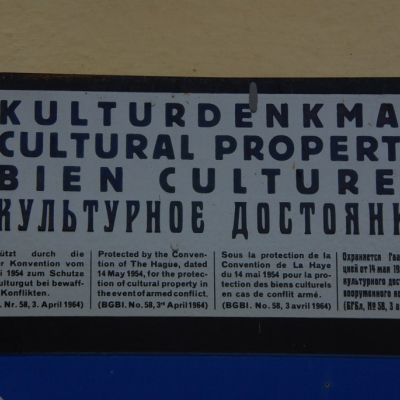 KULTURDENKMA
CULTURAL PROPERT
BIEN CULTURE
КУЛЬТУРНОЕ ДОСТОЯНИ
tützt durch die
er Konvention vom
i 1954 zum Schutze
ulturgut bei bewaff-
Konflikten.
l. Nr. 58, 3. April 1964)
Protected by the Conven-
tion of The Hague, dated
14 May 1954, for the protec-
tion of cultural property in
the event of armed conflict.
(BGBl. No. 58, 3rd April 1964)
Sous la protection de la
Convention de La Haye
du 14 mai 1954 pour la pro-
tection des biens culturels
en cas de conflit armé.
(BGBl. No. 58, 3 avril 1964)
Охраняется Гаа
цией от 14 мая 19
культурного дост
вооруженного ко
(БГБл. № 58, 3 а